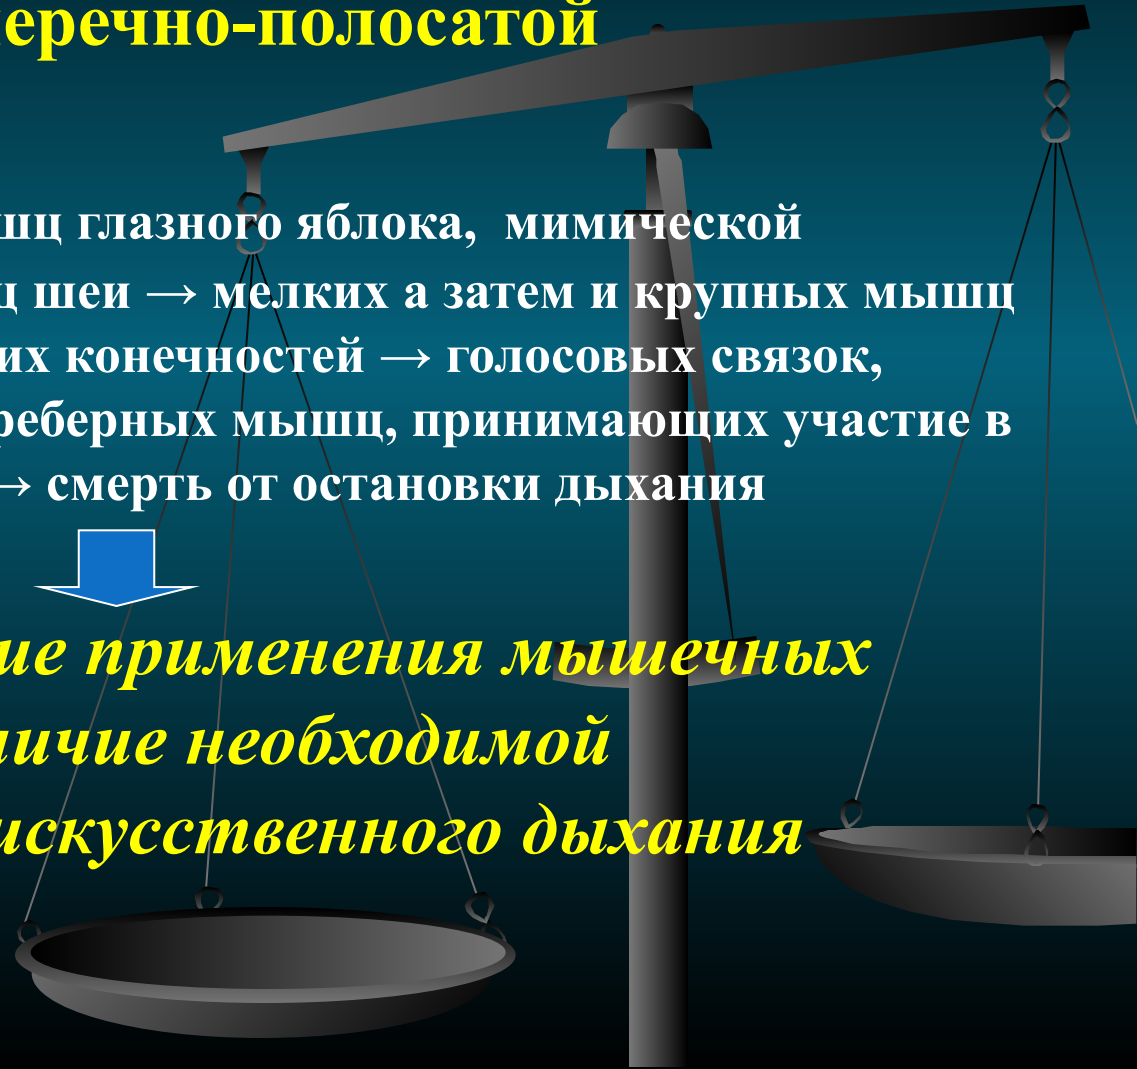 еречно-полосатой
шц глазного яблока, мимической
ц шеи → мелких а затем и крупных мышц
их конечностей → голосовых связок,
реберных мышц, принимающих участие в
→ смерть от остановки дыхания
ие применения мышечных
личие необходимой
искусственного дыхания